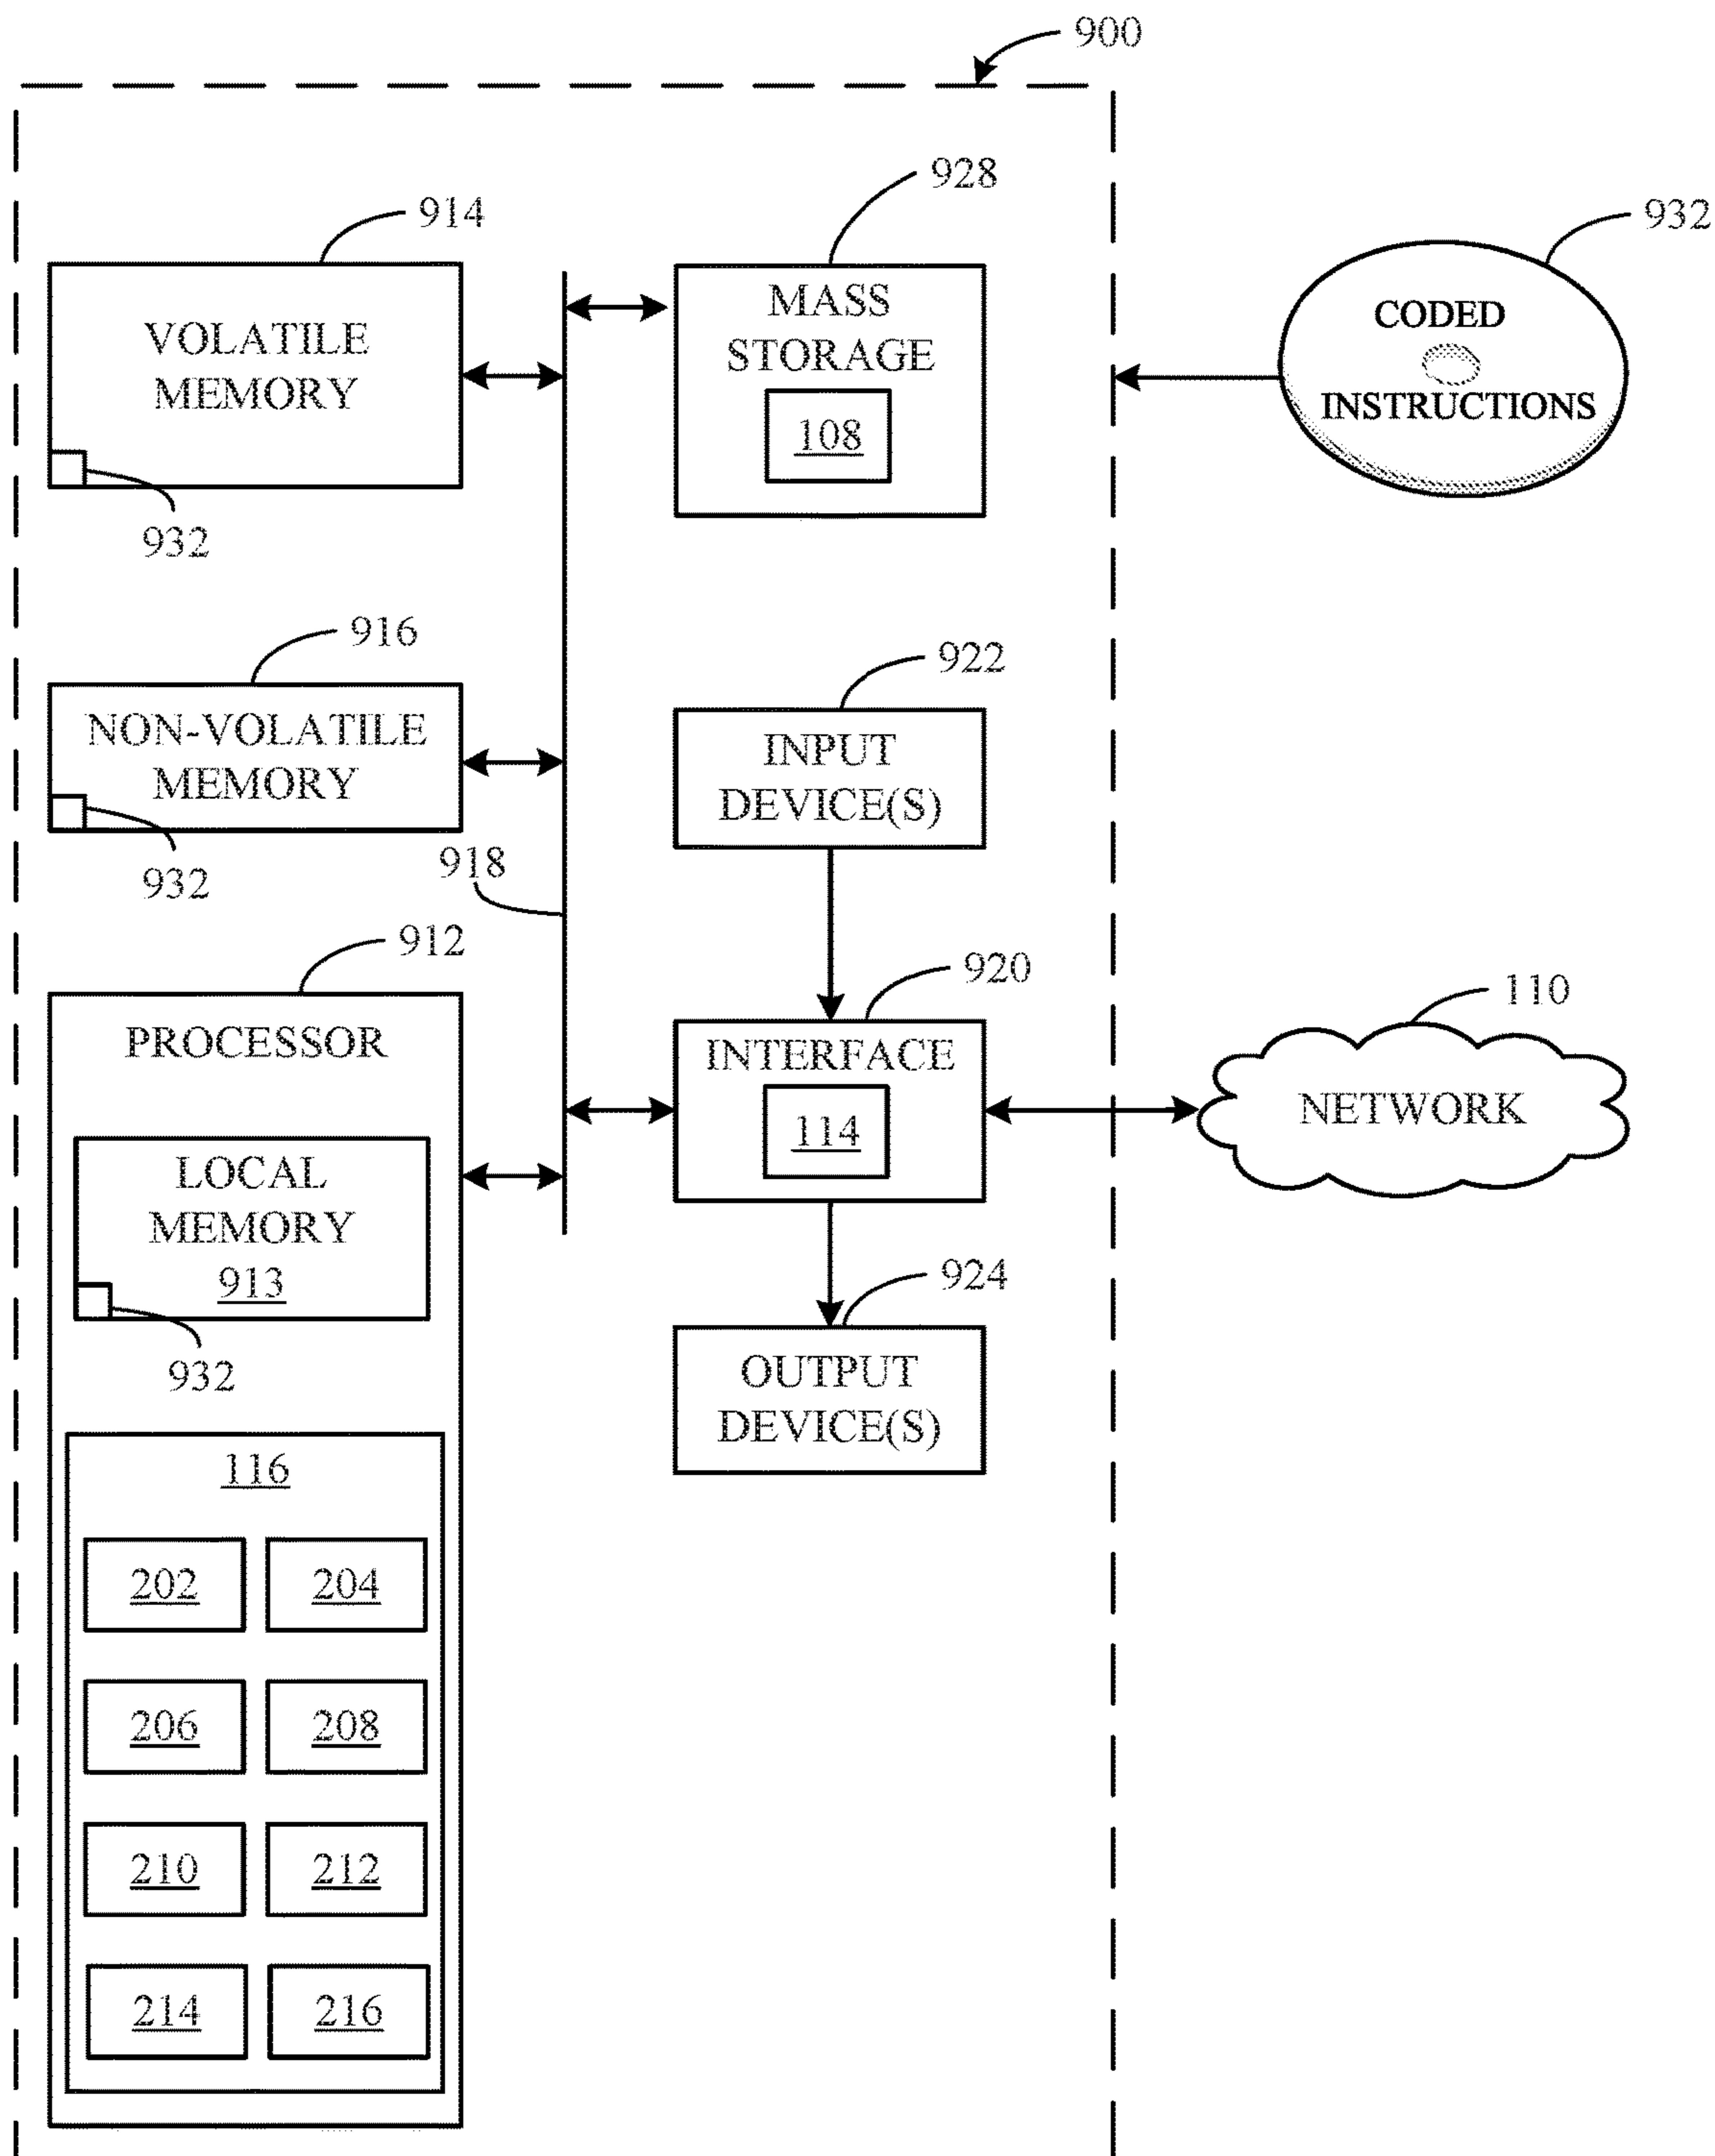 900
914
VOLATILE
MEMORY
932
928
MASS
STORAGE
108
932
CODED
INSTRUCTIONS
916
NON-VOLATILE
MEMORY
932
918
922
INPUT
DEVICE(S)
912
PROCESSOR
LOCAL
MEMORY
913
932
920
INTERFACE
114
110
NETWORK
924
OUTPUT
DEVICE(S)
116
202 204
206 208
210 212
214 216